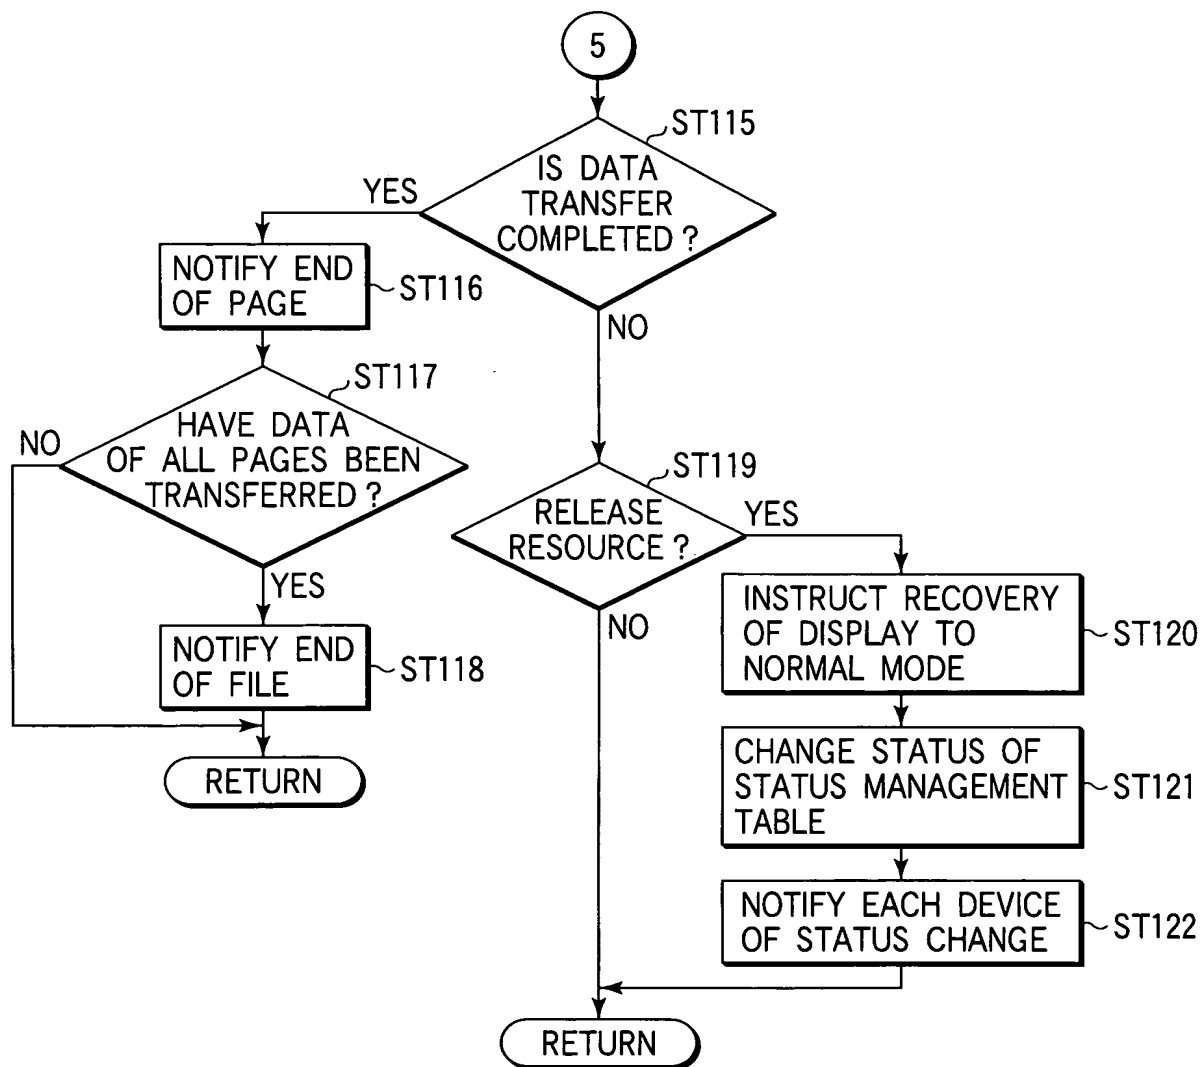 5
ST115
IS DATA
TRANSFER
COMPLETED?
YES
NO
NOTIFY END
OF PAGE
ST116
ST117
HAVE DATA
OF ALL PAGES BEEN
TRANSFERRED?
NO
YES
NOTIFY END
OF FILE
ST118
RETURN
ST119
RELEASE
RESOURCE?
YES
NO
INSTRUCT RECOVERY
OF DISPLAY TO
NORMAL MODE
ST120
CHANGE STATUS OF
STATUS MANAGEMENT
TABLE
ST121
NOTIFY EACH DEVICE
OF STATUS CHANGE
ST122
RETURN